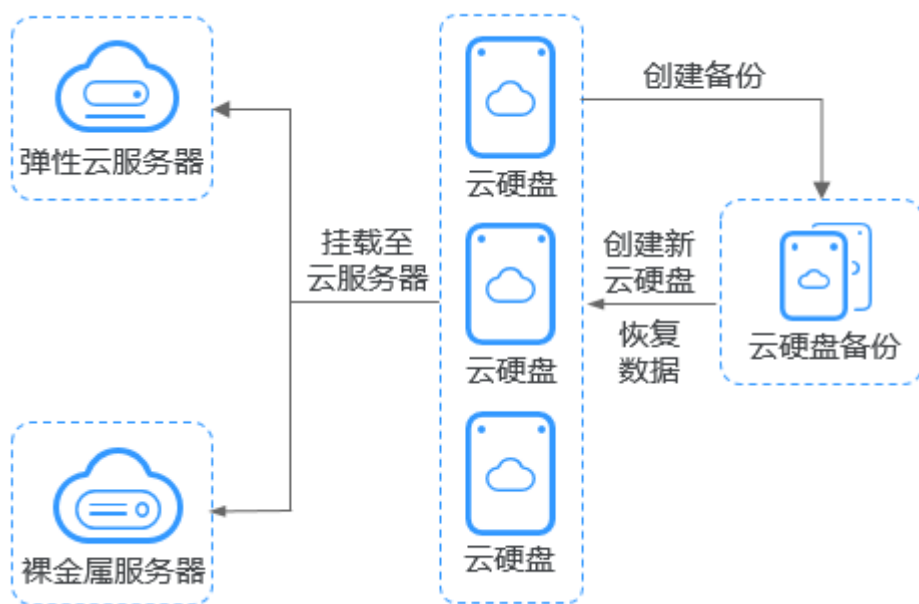 弹性云服务器
裸金属服务器
挂载至
云服务器
云硬盘
云硬盘
云硬盘
创建备份
创建新
云硬盘
恢复
数据
云硬盘备份